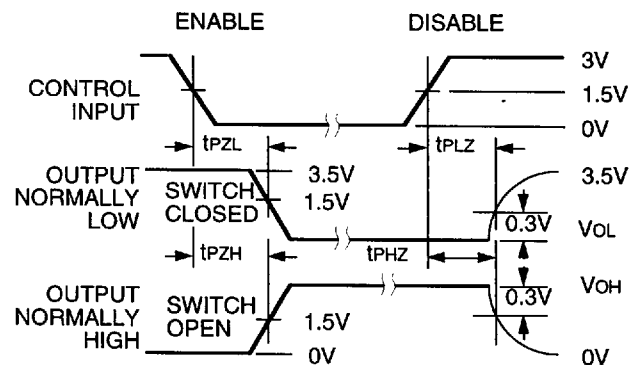 ENABLE DISABLE
3V
CONTROL
INPUT
1.5V
0V
tPZL tPLZ
OUTPUT
NORMALLY
LOW
SWITCH
CLOSED
3.5V
1.5V
3.5V
0.3V
VOL
tPZH tPHZ
VOH
0.3V
OUTPUT
NORMALLY
HIGH
SWITCH
OPEN
1.5V
0V
0V